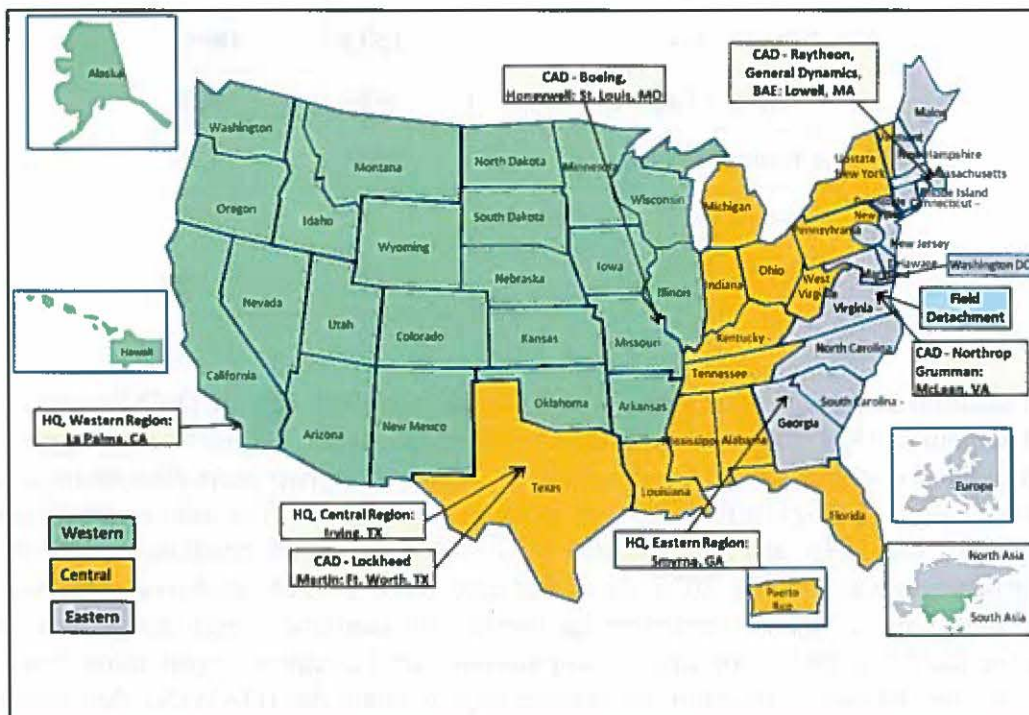 Alaska
CAD - Boeing,
Honeywell: St. Louis, MO
CAD - Raytheon,
General Dynamics,
BAE: Lowell, MA
Washington
Montana
North Dakota
Minnesota
Maine
Vermont
New Hampshire
Massachusetts
Rhode Island
Connecticut -
Upstate
New York
New York
Oregon
Idaho
South Dakota
Wisconsin
Michigan
Wyoming
Pennsylvania
New Jersey
Delaware
Washington DC
Iowa
Nebraska
Illinois
Indiana
Ohio
West
Virginia
Virginia
Field
Detachment
Nevada
Utah
Colorado
Kansas
Missouri
Kentucky -
Hawaii
California
North Carolina
Tennessee -
CAD - Northrop
Grumman:
McLean, VA
Arizona
New Mexico
Oklahoma
Arkansas
South Carolina -
HQ, Western Region:
La Palma, CA
Mississippi
Alabama
Georgia
Texas
Louisiana
Florida
Europe
HQ, Central Region:
Irving, TX
CAD - Lockheed
Martin: Ft. Worth, TX
HQ, Eastern Region:
Smyrna, GA
Western
Central
Eastern
Puerto
Rico
North Asia
South Asia